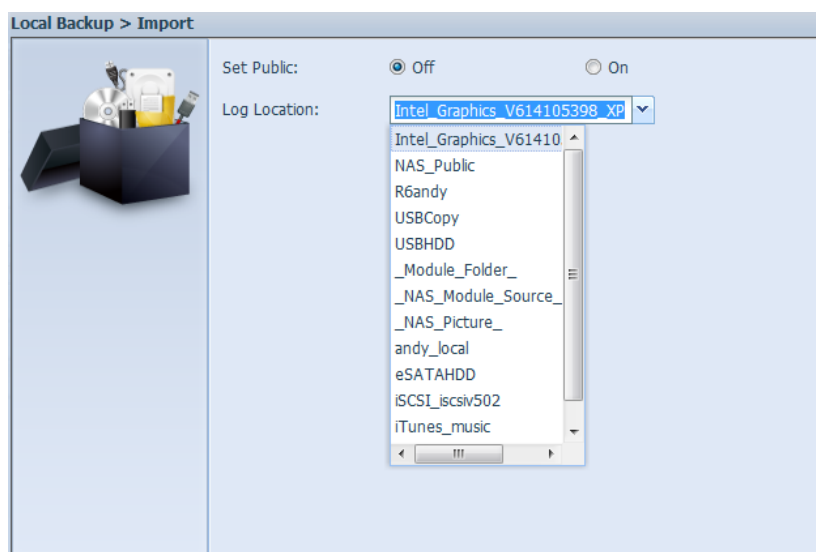 Local Backup > Import
Set Public: Off On
Log Location: Intel_Graphics_V614105398_XP
Intel_Graphics_V61410
NAS_Public
R6andy
USBCopy
USBHDD
_Module_Folder_
_NAS_Module_Source_
_NAS_Picture_
andy_local
eSATAHDD
iSCSI_iscsiv502
iTunes_music